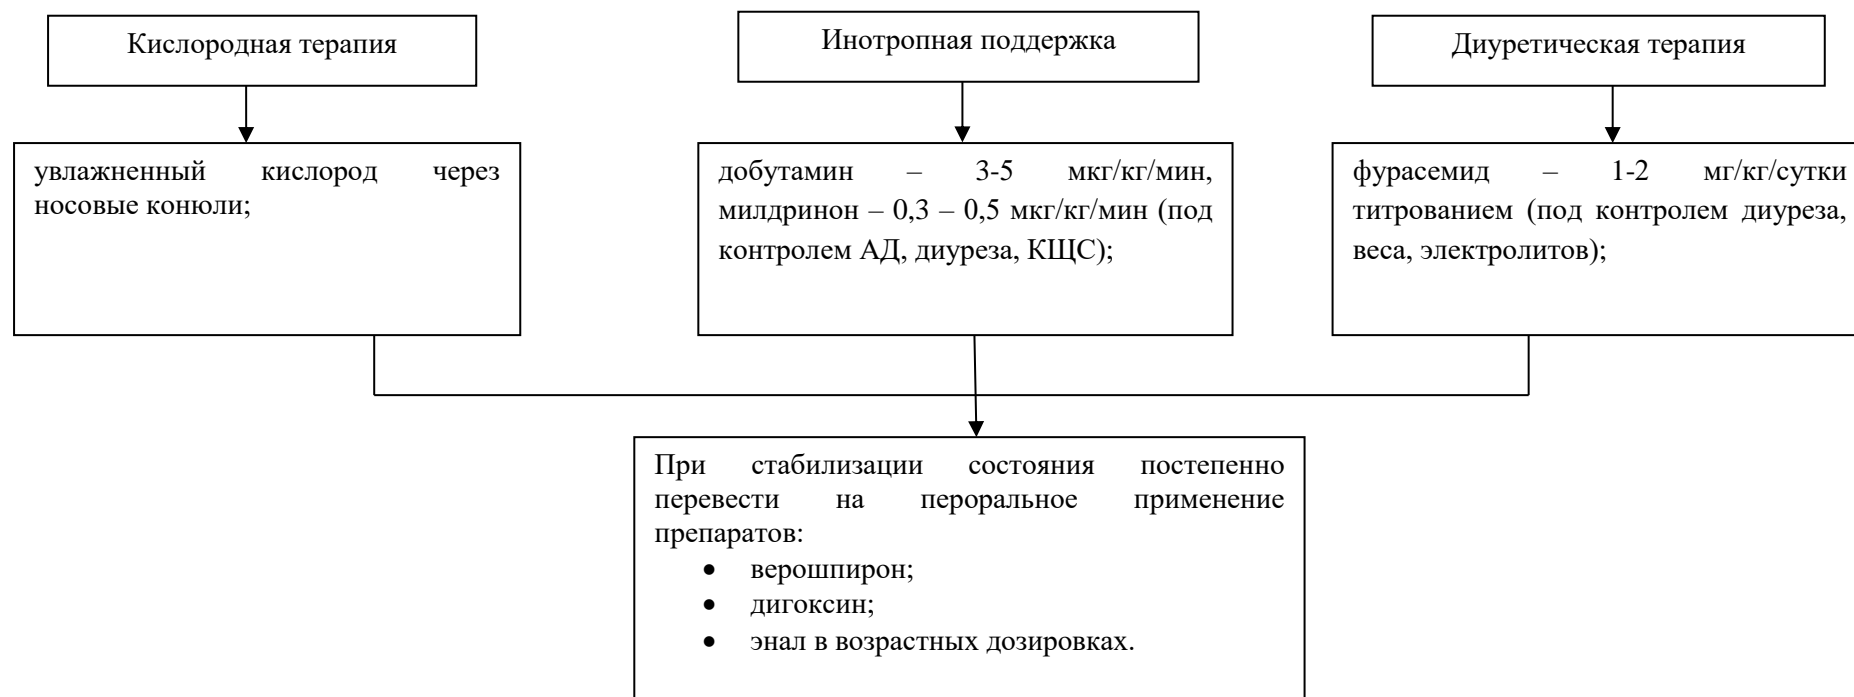 Кислородная терапия
Инотропная поддержка
Диуретическая терапия
увлажненный кислород через
носовые конюли;
добутамин – 3-5 мкг/кг/мин,
милдринон – 0,3 – 0,5 мкг/кг/мин (под
контролем АД, диуреза, КЩС);
фурасемид – 1-2 мг/кг/сутки
титрованием (под контролем диуреза,
веса, электролитов);
При стабилизации состояния постепенно
перевести на пероральное применение
препаратов:
• верошпирон;
• дигоксин;
• энал в возрастных дозировках.